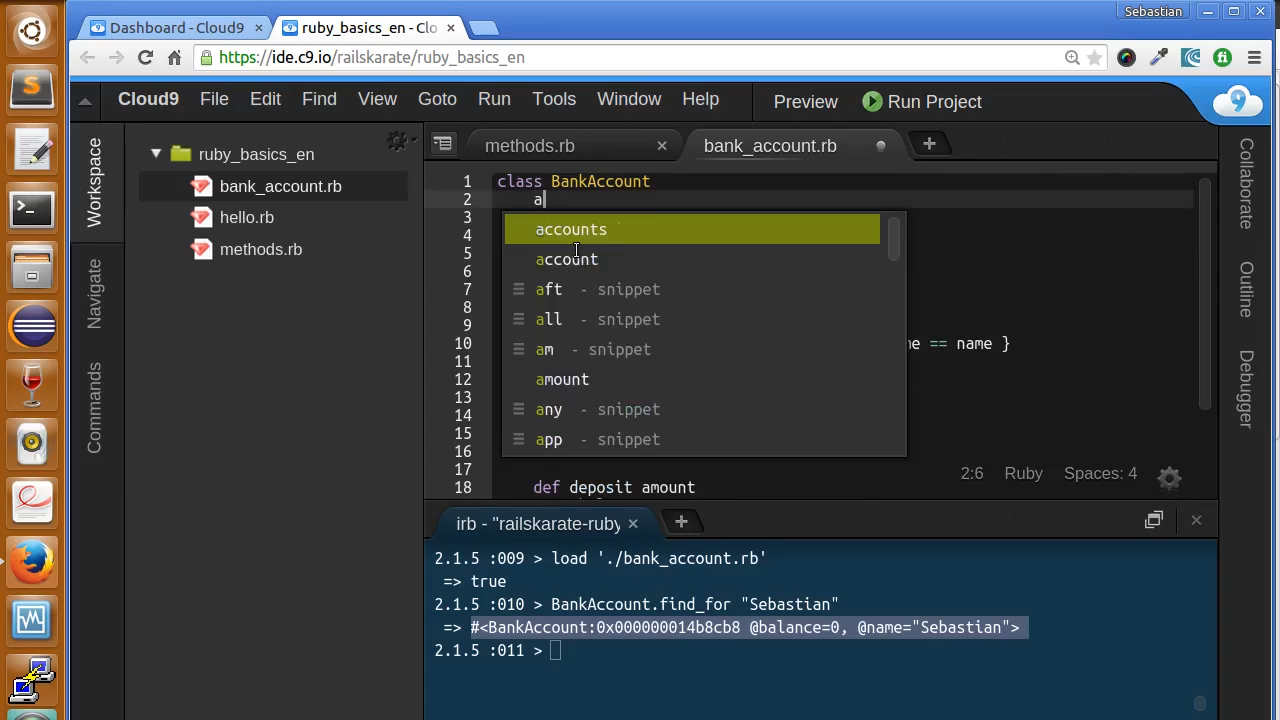 Sebastian
Dashboard - Cloud9
ruby_basics_en - Clo
https://ide.c9.io/railskarate/ruby_basics_en
Cloud9 File Edit Find View Goto Run Tools Window Help Preview Run Project
Workspace
Navigate
Commands
ruby_basics_en
bank_account.rb
hello.rb
methods.rb
methods.rb
bank_account.rb
1 class BankAccount
2 a
3
4
5
6
7
8
9
10 me == name }
11
12
13
14
15
16
17
18 def deposit amount
accounts
account
aft - snippet
all - snippet
am - snippet
amount
any - snippet
app - snippet
2:6 Ruby Spaces: 4
Collaborate
Outline
Debugger
irb - "railskarate-ruby
2.1.5 :009 > load './bank_account.rb'
=> true
2.1.5 :010 > BankAccount.find_for "Sebastian"
=> #<BankAccount:0x000000014b8cb8 @balance=0, @name="Sebastian">
2.1.5 :011 >